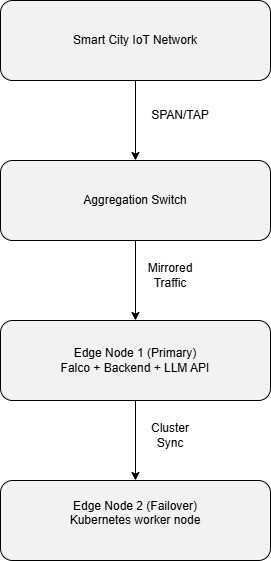 Smart City IoT Network
SPAN/TAP
Aggregation Switch
Mirrored
Traffic
Edge Node 1 (Primary)
Falco + Backend + LLM API
Cluster
Sync
Edge Node 2 (Failover)
Kubernetes worker node